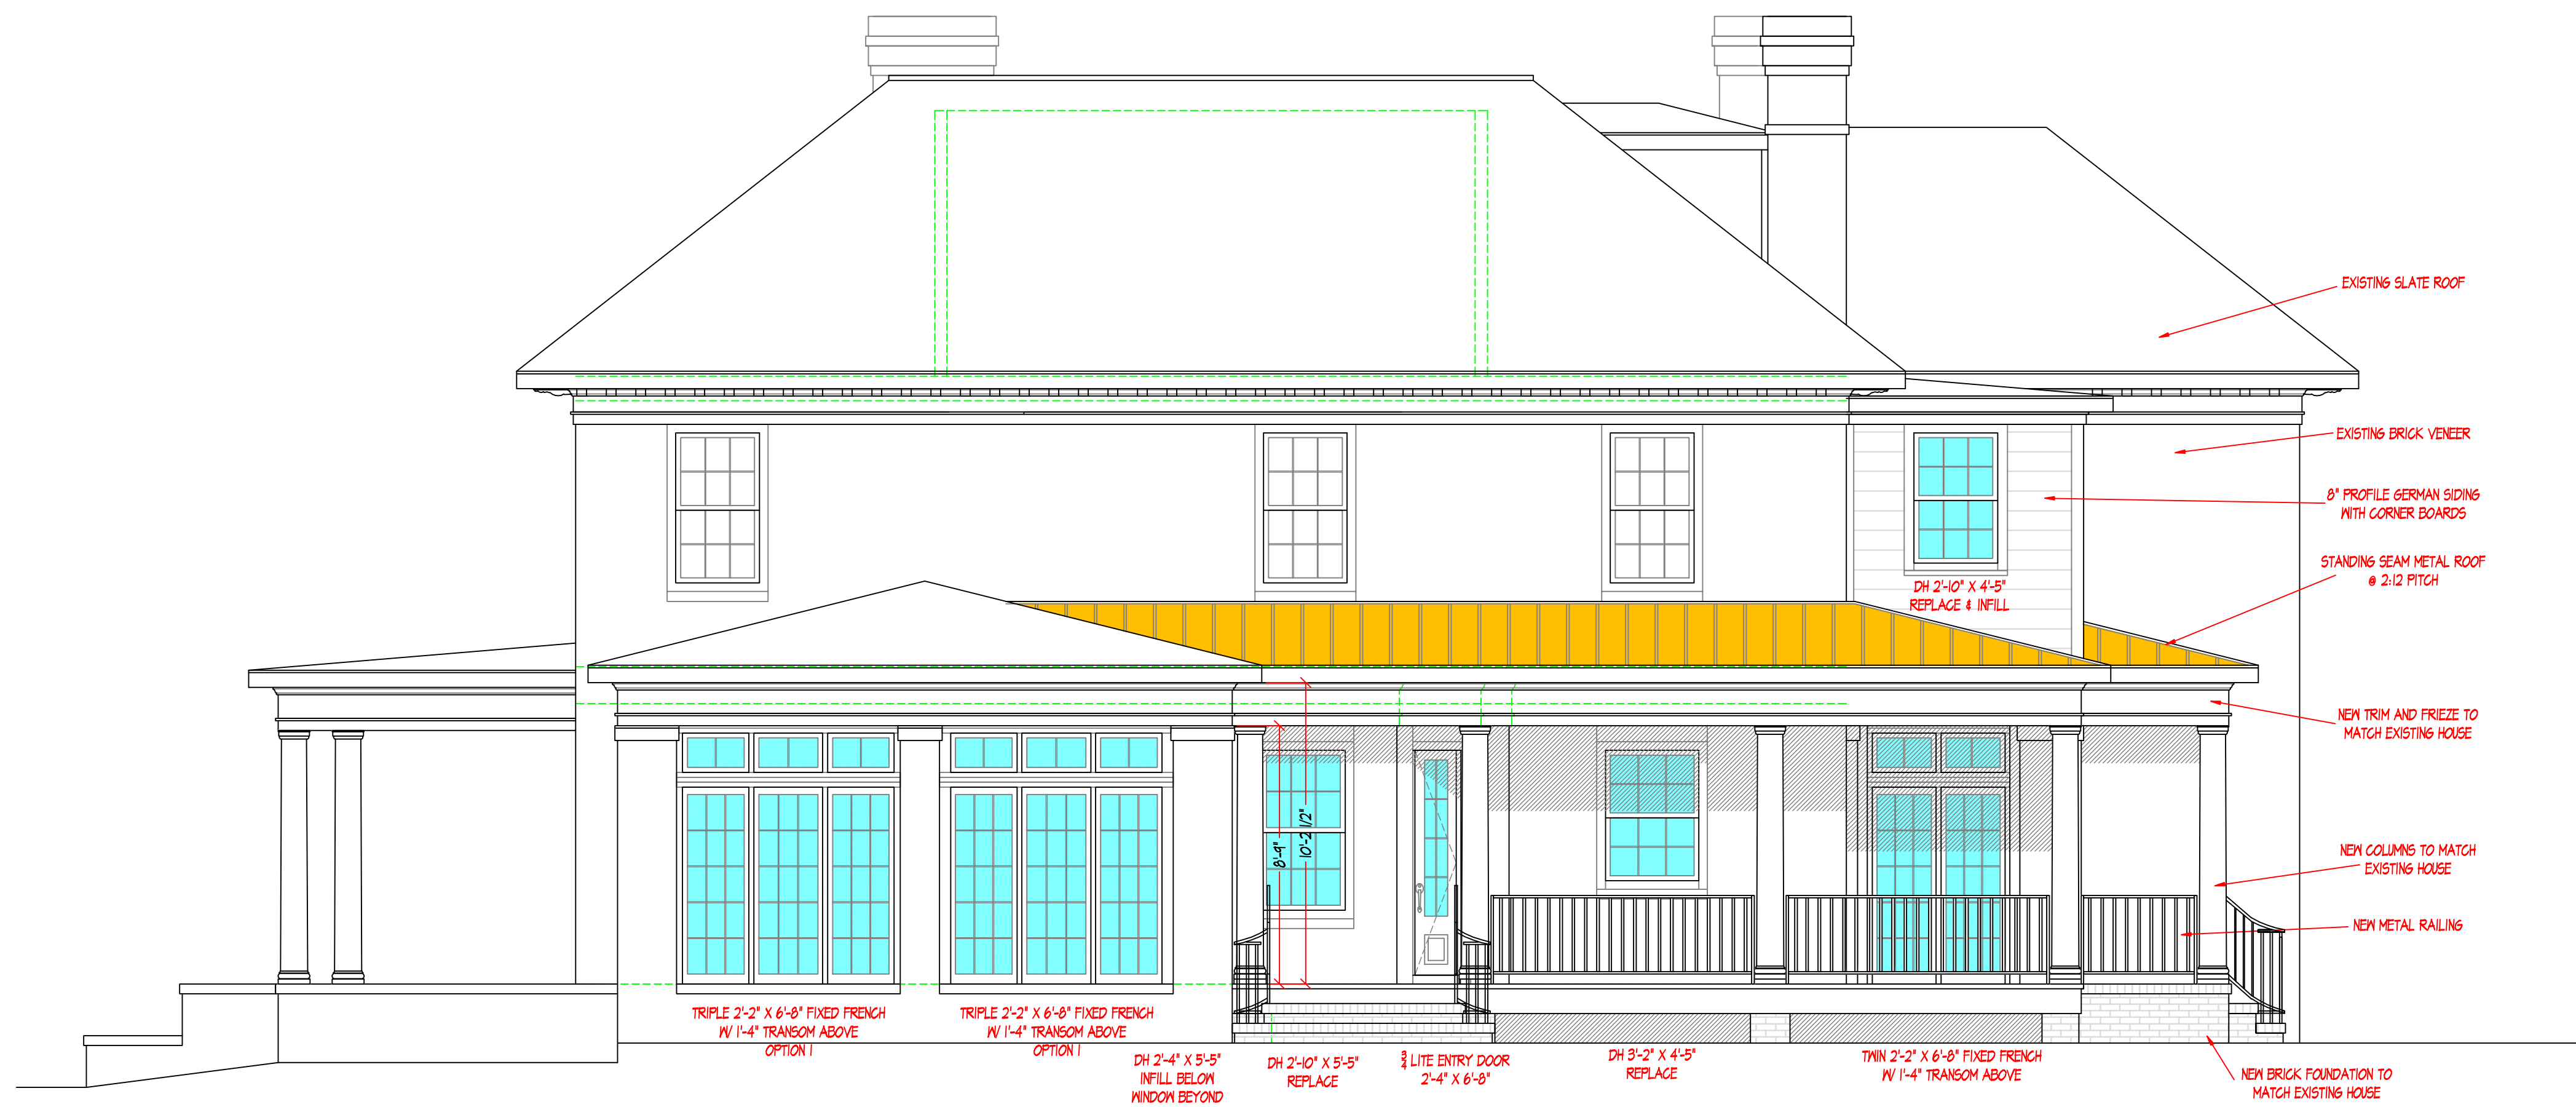 EXISTING SLATE ROOF
EXISTING BRICK VENEER
8" PROFILE GERMAN SIDING
WITH CORNER BOARDS
STANDING SEAM METAL ROOF
@ 2:12 PITCH
DH 2'-10" X 4'-5"
REPLACE & INFILL
NEW TRIM AND FRIEZE TO
MATCH EXISTING HOUSE
8'-9"
10'-2 1/2"
NEW COLUMNS TO MATCH
EXISTING HOUSE
NEW METAL RAILING
TRIPLE 2'-2" X 6'-8" FIXED FRENCH
W/ 1'-4" TRANSOM ABOVE
OPTION 1
TRIPLE 2'-2" X 6'-8" FIXED FRENCH
W/ 1'-4" TRANSOM ABOVE
OPTION 1
DH 2'-4" X 5'-5"
INFILL BELOW
WINDOW BEYOND
DH 2'-10" X 5'-5"
REPLACE
3/4 LITE ENTRY DOOR
2'-4" X 6'-8"
DH 3'-2" X 4'-5"
REPLACE
TWIN 2'-2" X 6'-8" FIXED FRENCH
W/ 1'-4" TRANSOM ABOVE
NEW BRICK FOUNDATION TO
MATCH EXISTING HOUSE